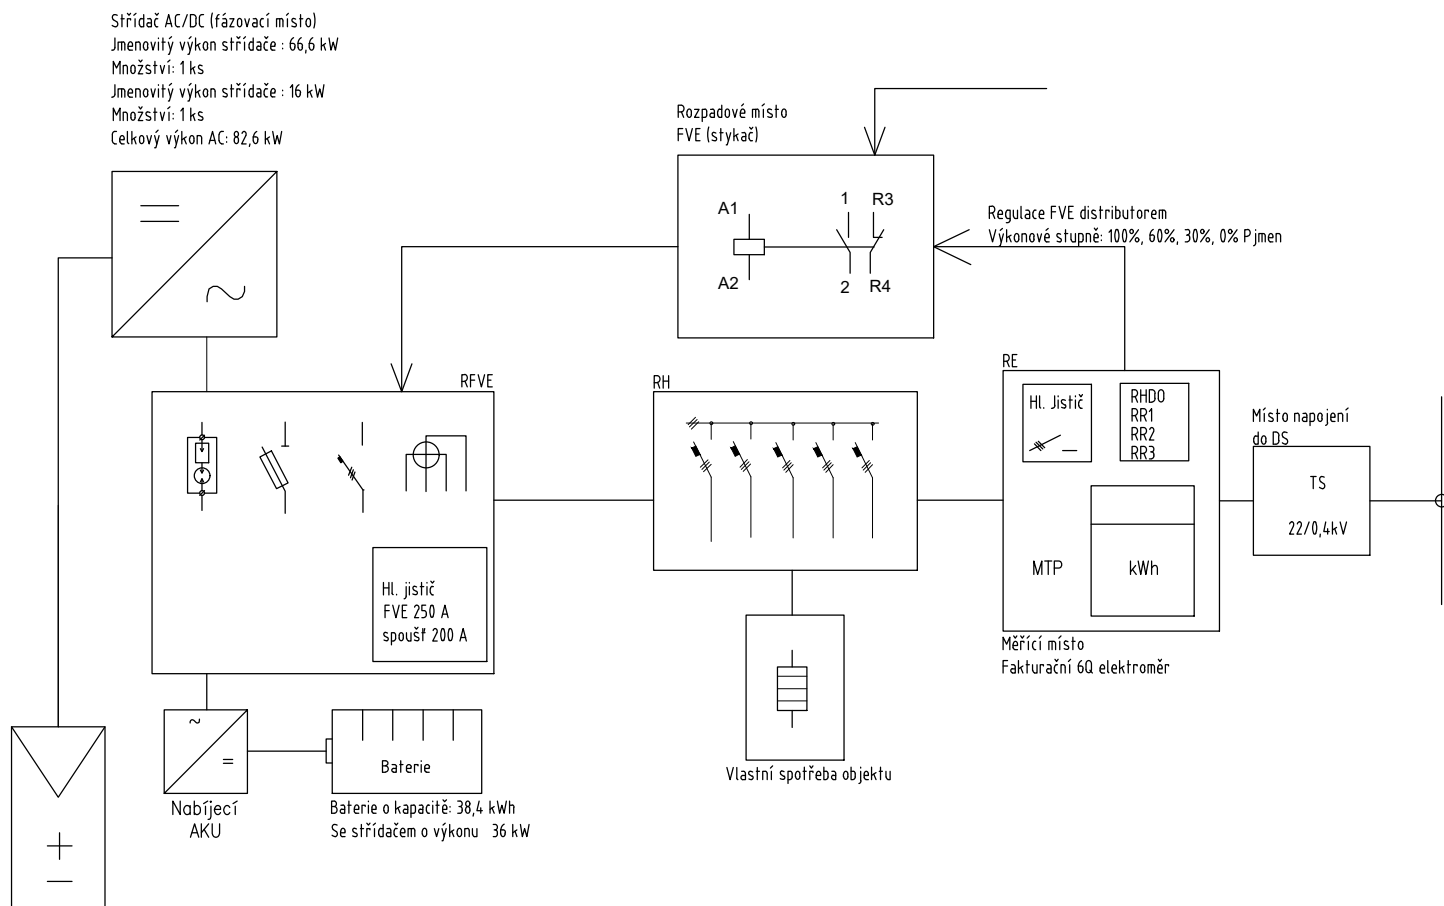 Střídač AC/DC (fázovací místo)
Jmenovitý výkon střídače : 66,6 kW
Množství: 1 ks
Jmenovitý výkon střídače : 16 kW
Množství: 1 ks
Celkový výkon AC: 82,6 kW
Rozpadové místo
FVE (stykač)
A1
1
R3
A2
2
R4
Regulace FVE distributorem
Výkonové stupně: 100%, 60%, 30%, 0% Pjmen
RFVE
Hl. jistič
FVE 250 A
spoušť 200 A
RH
RE
Hl. Jistič
RHDO
RR1
RR2
RR3
MTP
kWh
Měřící místo
Fakturační 6Q elektroměr
Místo napojení
do DS
TS
22/0,4kV
Vlastní spotřeba objektu
~
=
Nabíjecí
AKU
Baterie
Baterie o kapacitě: 38,4 kWh
Se střídačem o výkonu 36 kW
+
−